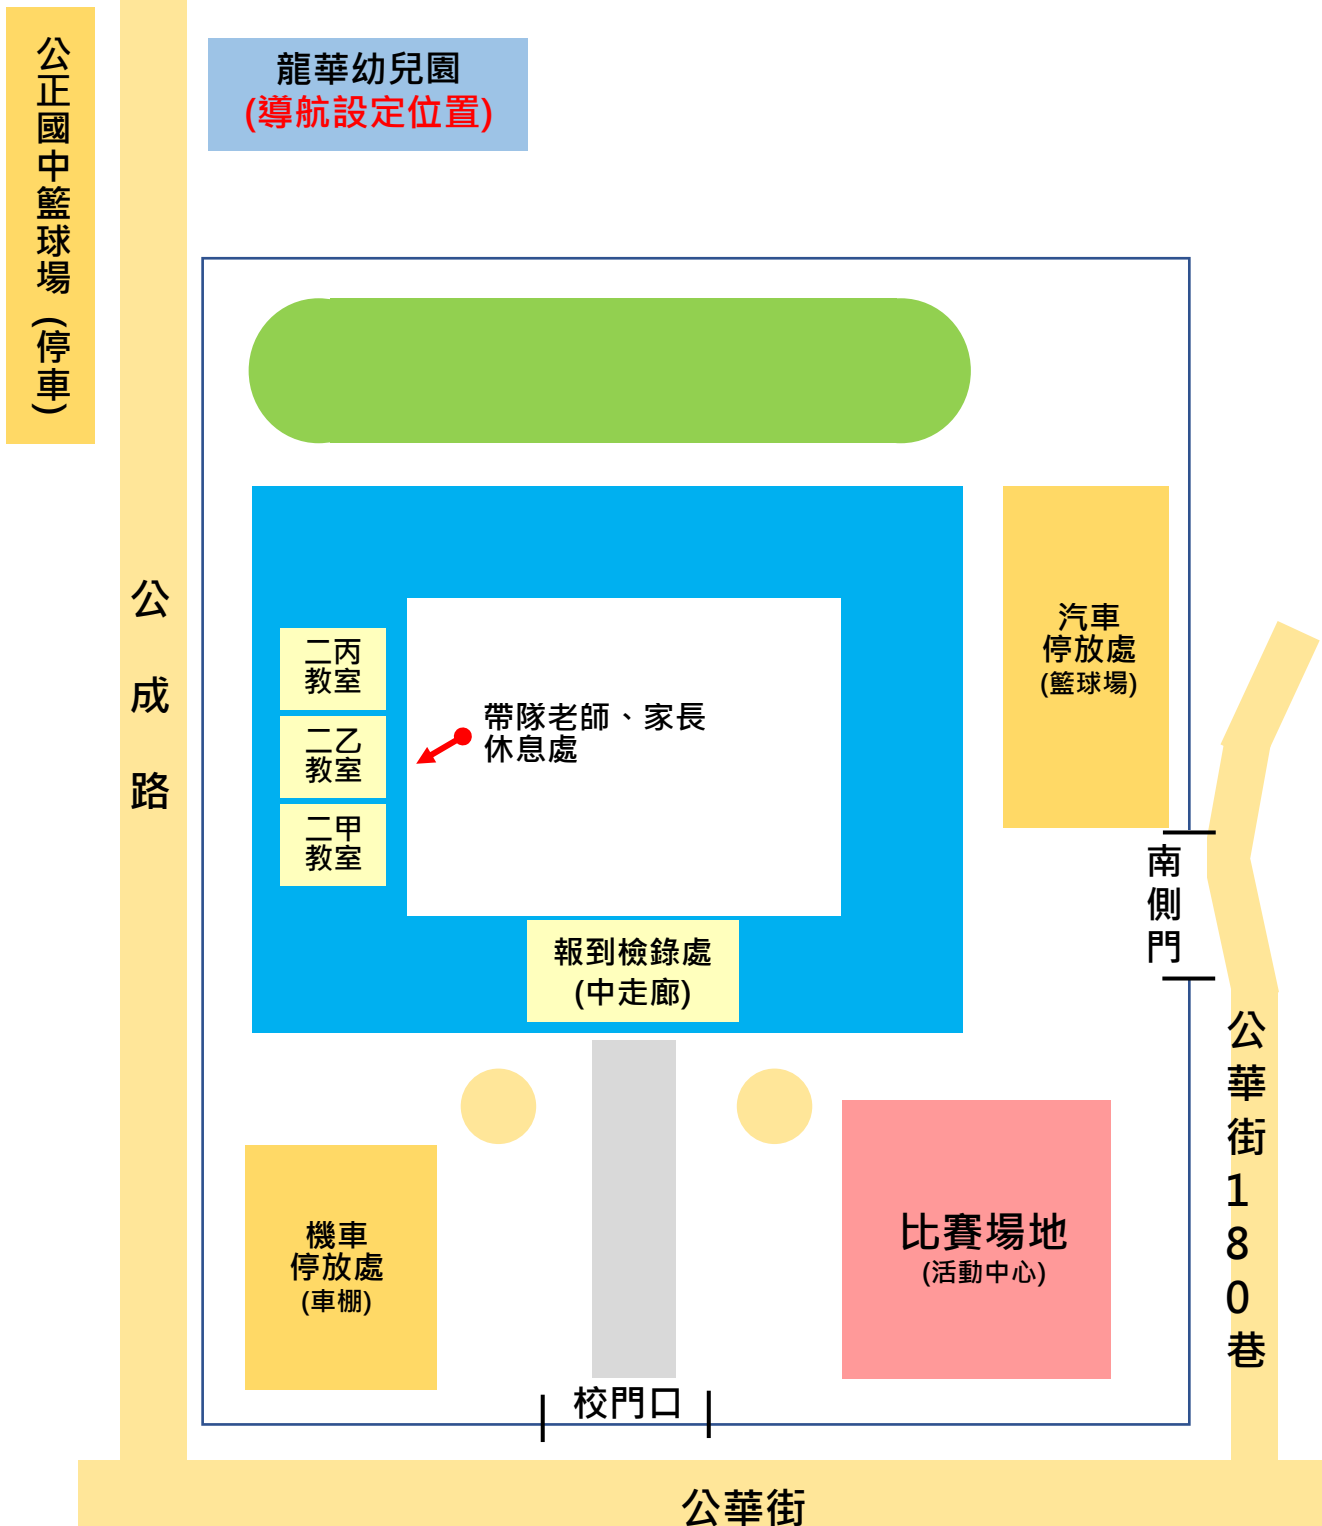 公正國中籃球場(停車)
龍華幼兒園
(導航設定位置)
公成路
汽車
停放處
(籃球場)
二丙
教室
二乙
教室
二甲
教室
帶隊老師、家長
休息處
南側門
報到檢錄處
(中走廊)
公華街180巷
機車
停放處
(車棚)
比賽場地
(活動中心)
校門口
公華街